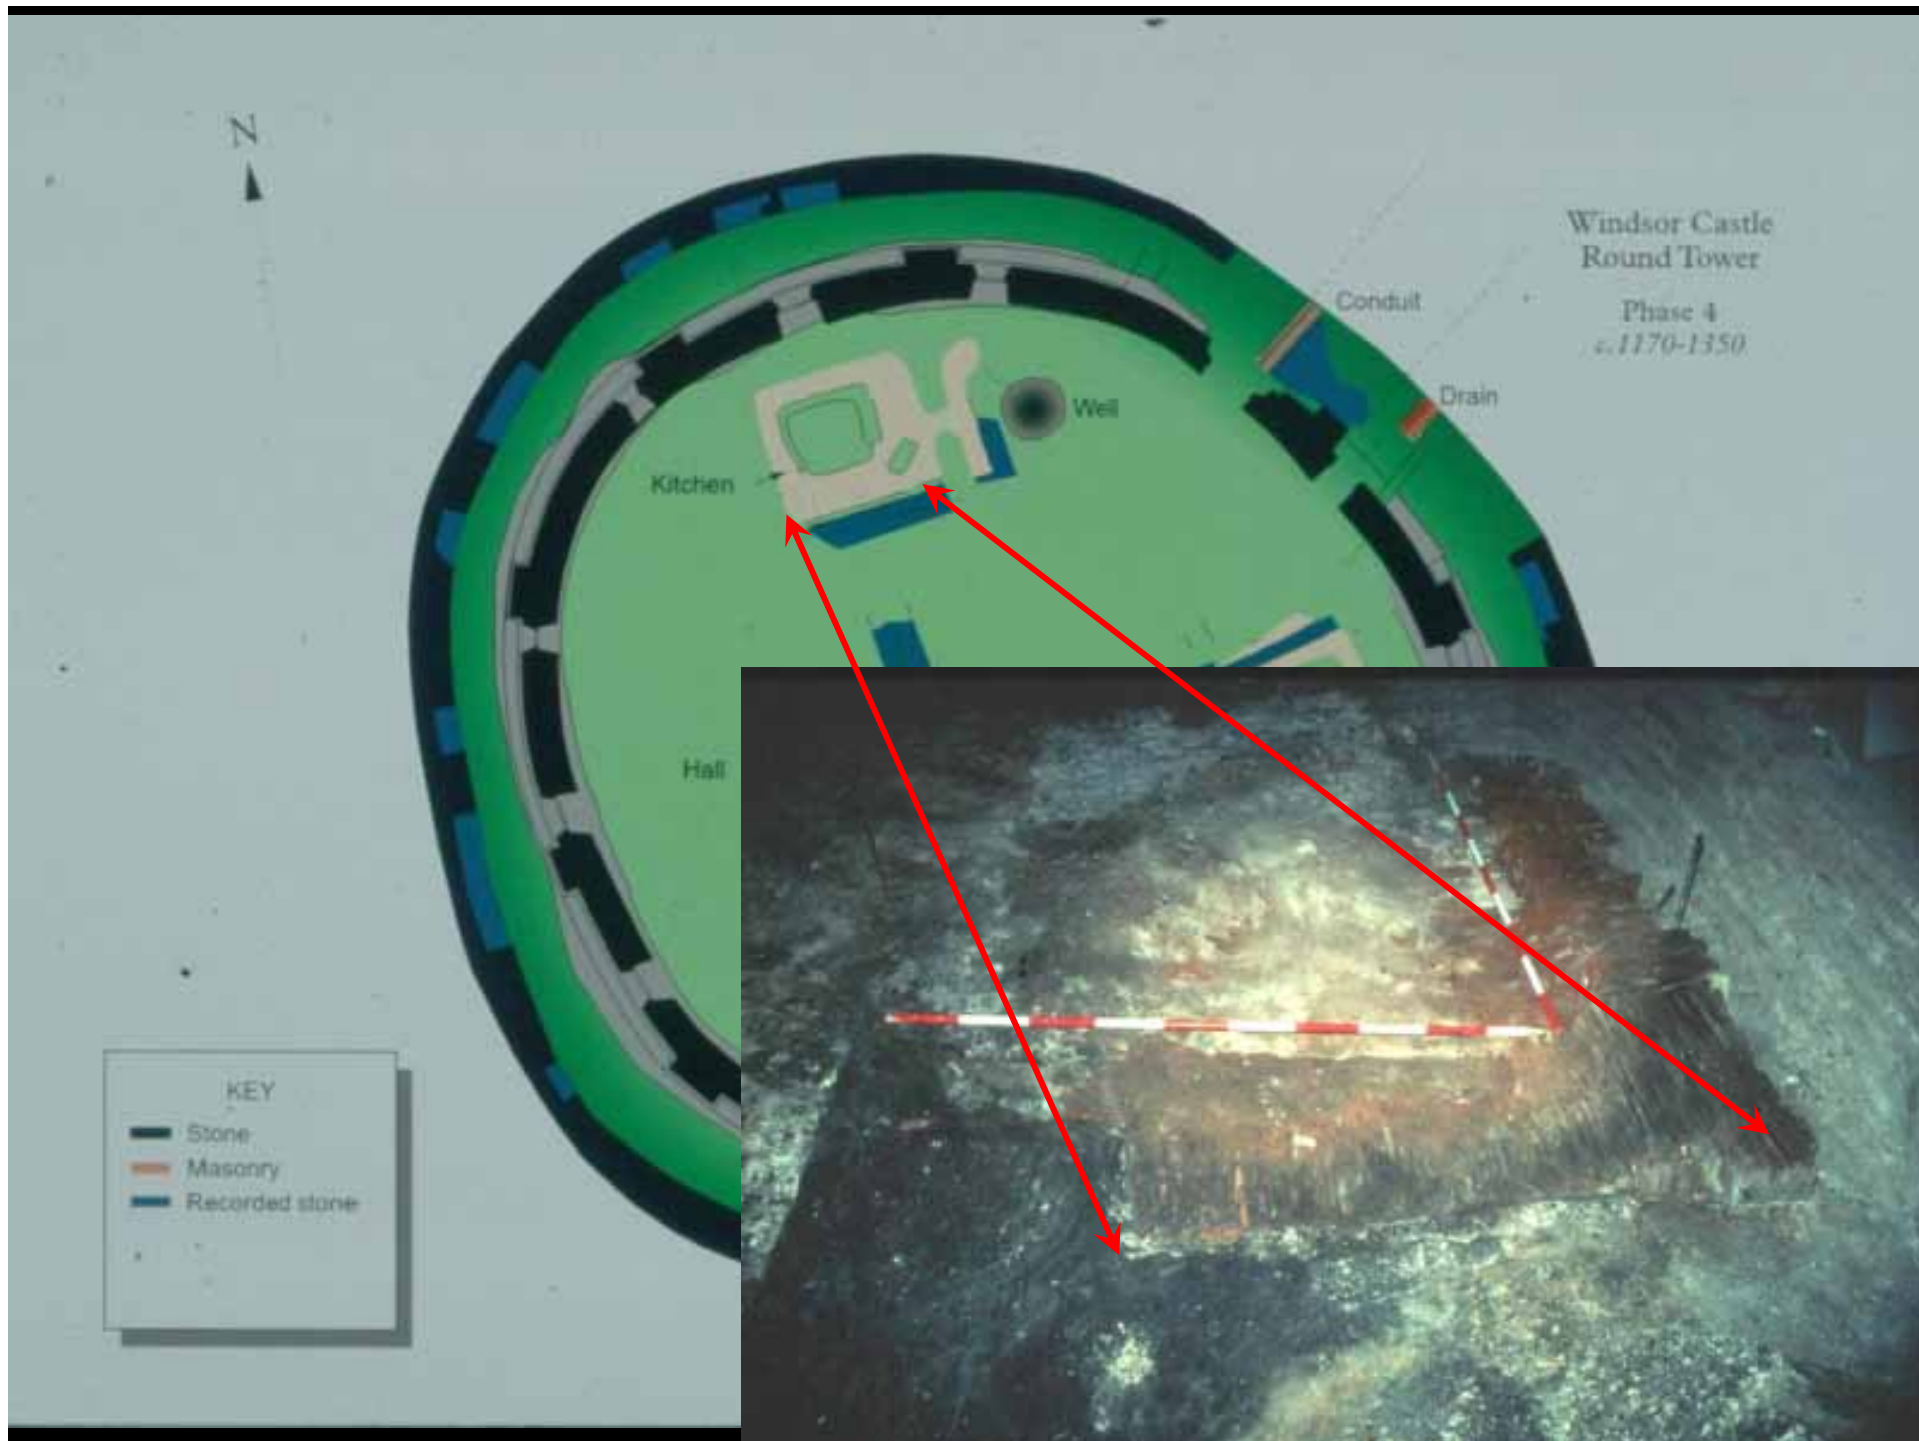 N
Windsor Castle
Round Tower
Phase 4
c.1170-1350
Conduit
Drain
Well
Kitchen
Hall
KEY
Stone
Masonry
Recorded stone